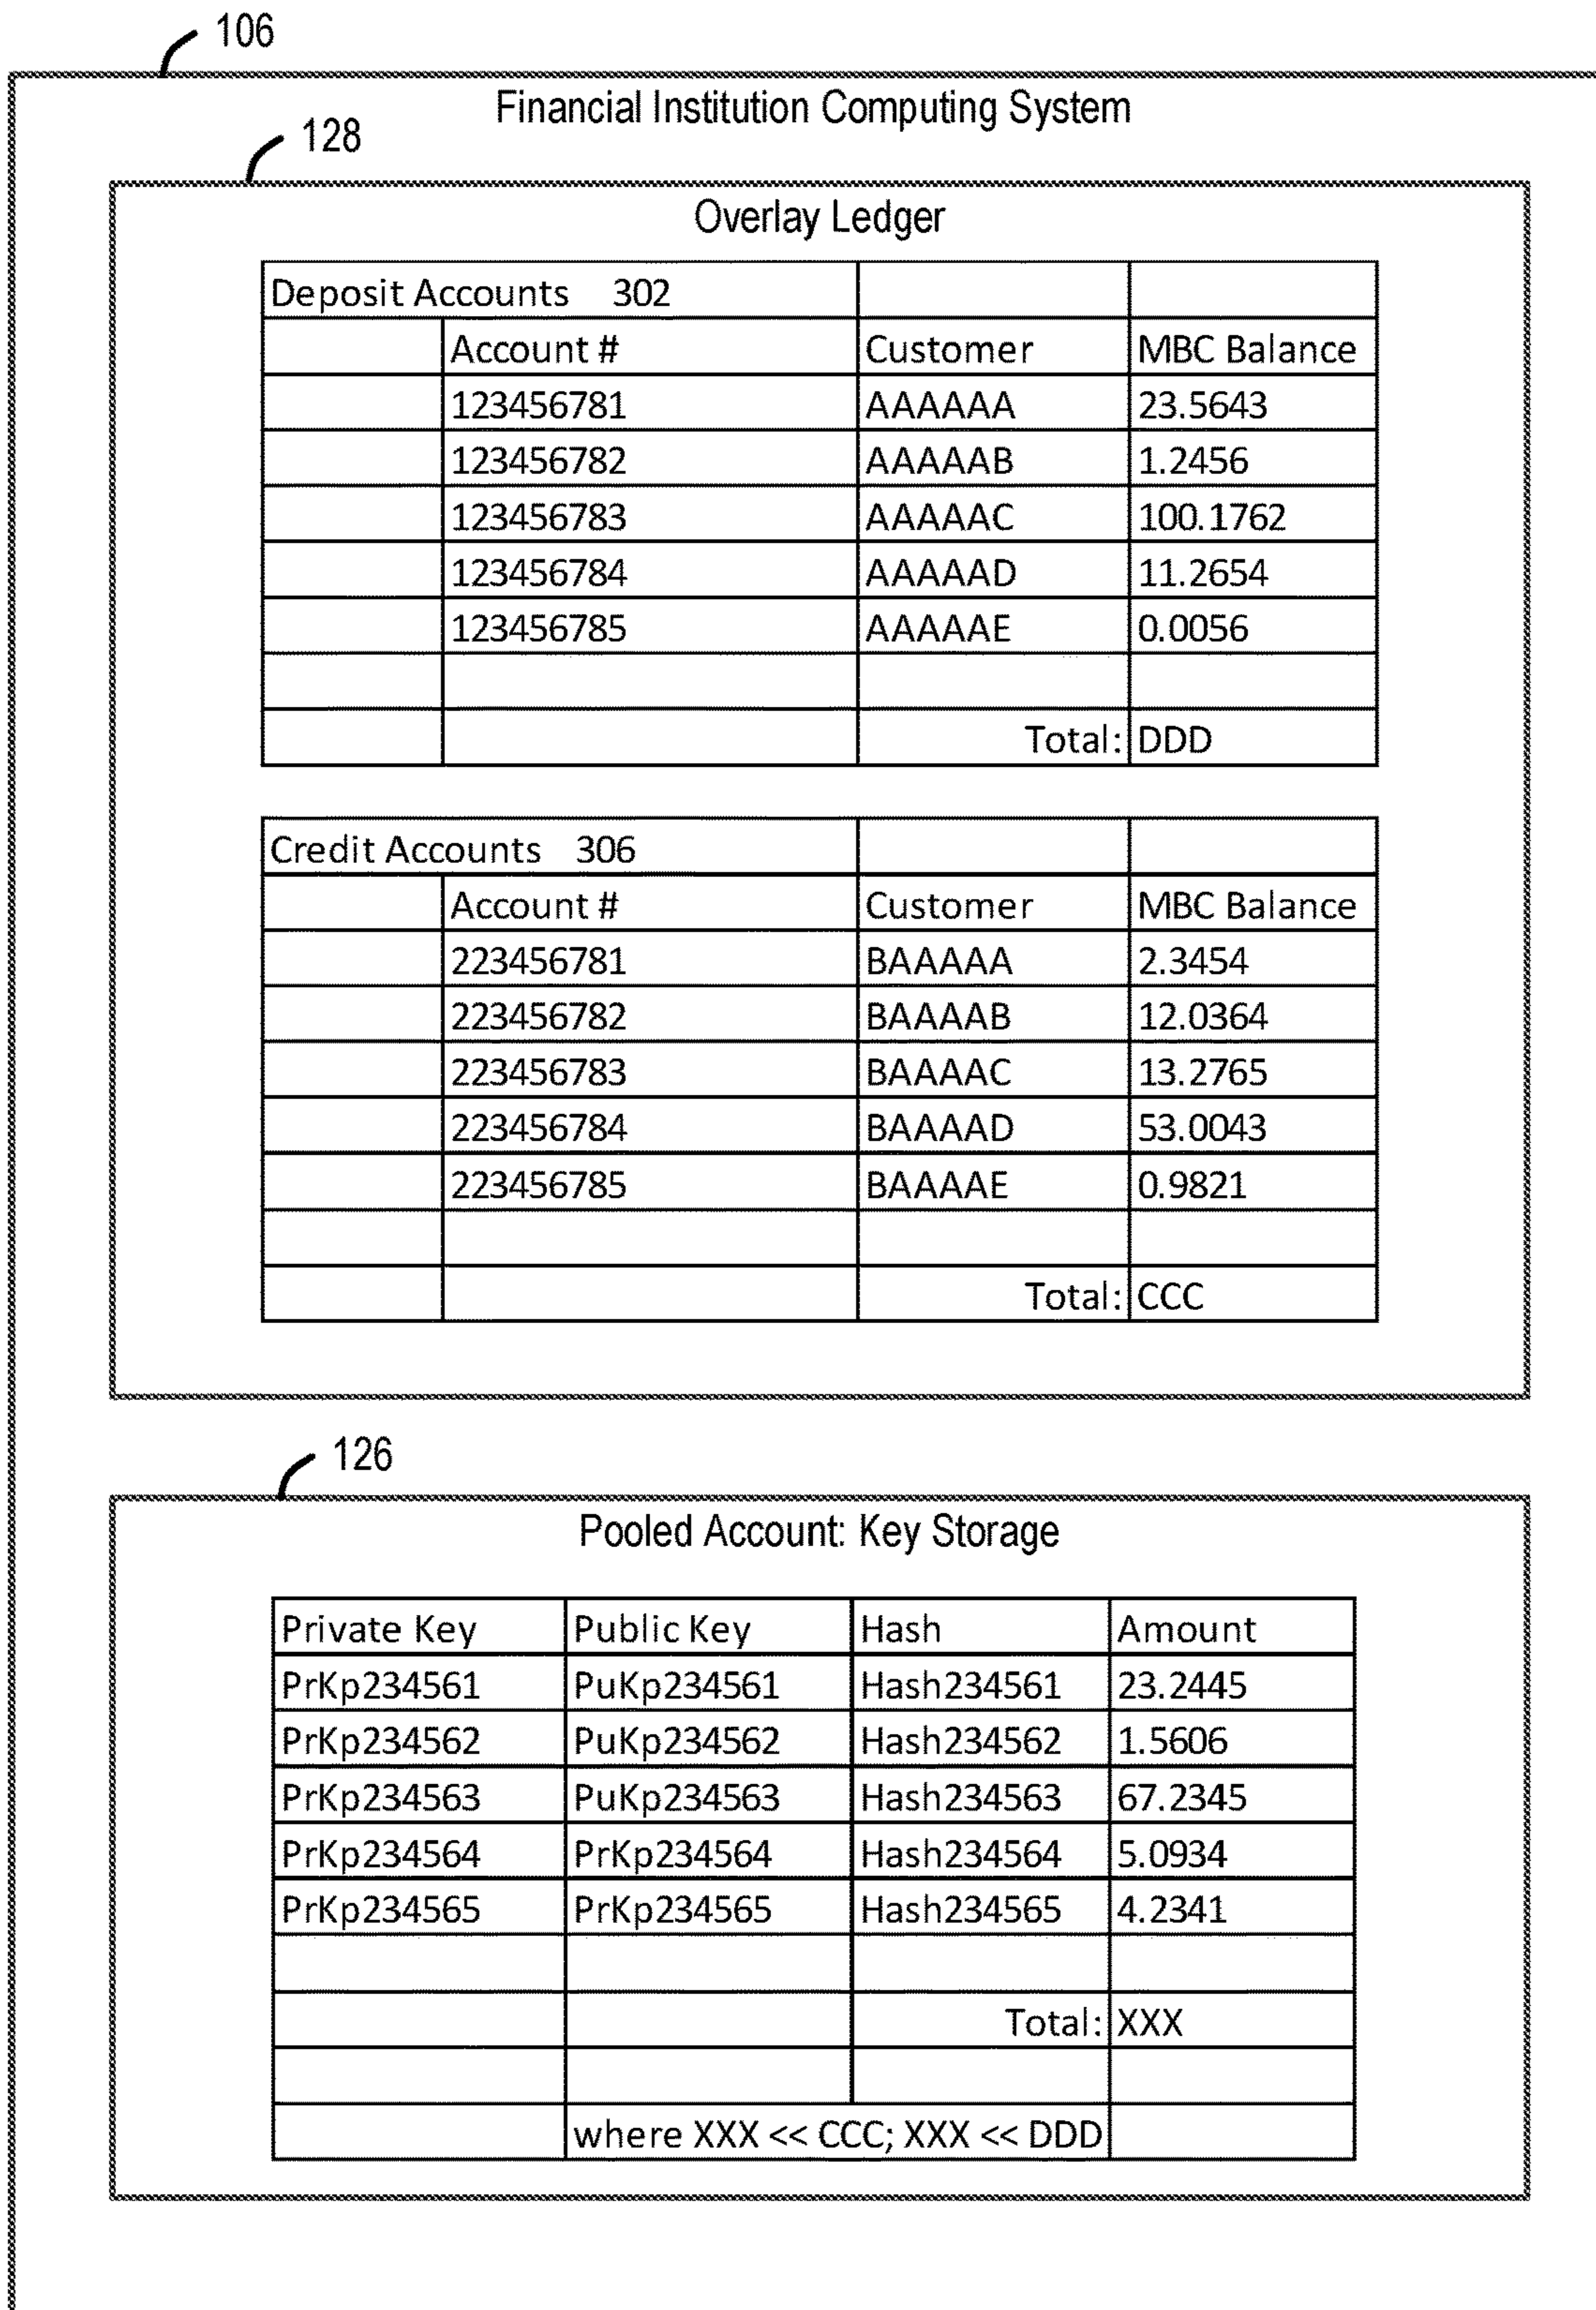 106
Financial Institution Computing System
128
Overlay Ledger
Deposit Accounts 302
Account # Customer MBC Balance
123456781 AAAAAA 23.5643
123456782 AAAAAB 1.2456
123456783 AAAAAC 100.1762
123456784 AAAAAD 11.2654
123456785 AAAAAE 0.0056
Total: DDD
Credit Accounts 306
Account # Customer MBC Balance
223456781 BAAAAA 2.3454
223456782 BAAAAB 12.0364
223456783 BAAAAC 13.2765
223456784 BAAAAD 53.0043
223456785 BAAAAE 0.9821
Total: CCC
126
Pooled Account: Key Storage
Private Key Public Key Hash Amount
PrKp234561 PuKp234561 Hash234561 23.2445
PrKp234562 PuKp234562 Hash234562 1.5606
PrKp234563 PuKp234563 Hash234563 67.2345
PrKp234564 PrKp234564 Hash234564 5.0934
PrKp234565 PrKp234565 Hash234565 4.2341
Total: XXX
where XXX << CCC; XXX << DDD